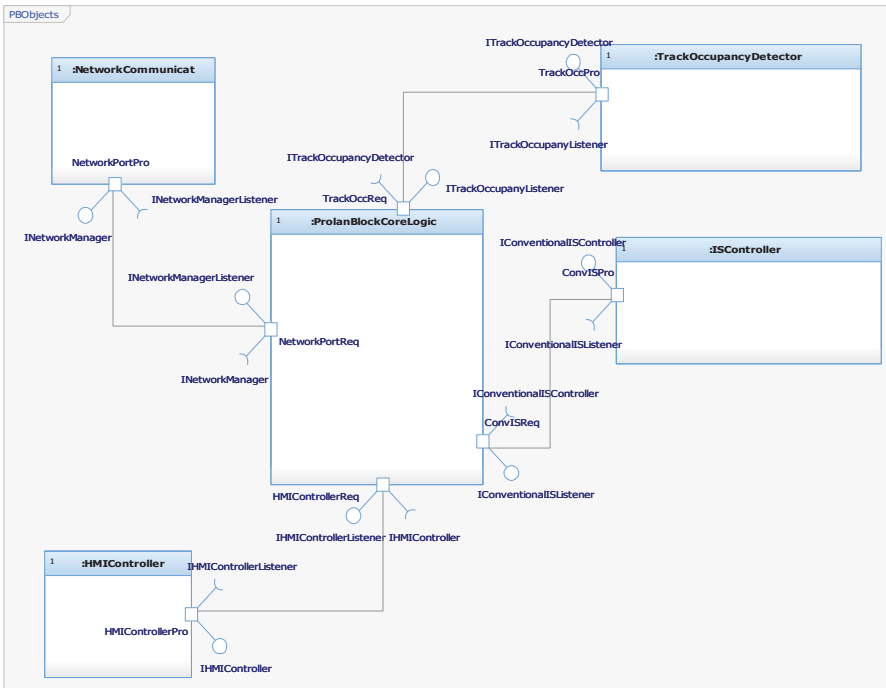 PBObjects
1 :NetworkCommunicat
NetworkPortPro
INetworkManagerListener
INetworkManager
ITrackOccupancyDetector
1 :TrackOccupancyDetector
TrackOccPro
ITrackOccupanyListener
ITrackOccupancyDetector
ITrackOccupanyListener
TrackOccReq
1 :ProlanBlockCoreLogic
INetworkManagerListener
NetworkPortReq
INetworkManager
IConventionalISController
1 :ISController
ConvISPro
IConventionalISListener
IConventionalISController
ConvISReq
IConventionalISListener
HMIControllerReq
IHMIControllerListener IHMIController
1 :HMIController
IHMIControllerListener
HMIControllerPro
IHMIController